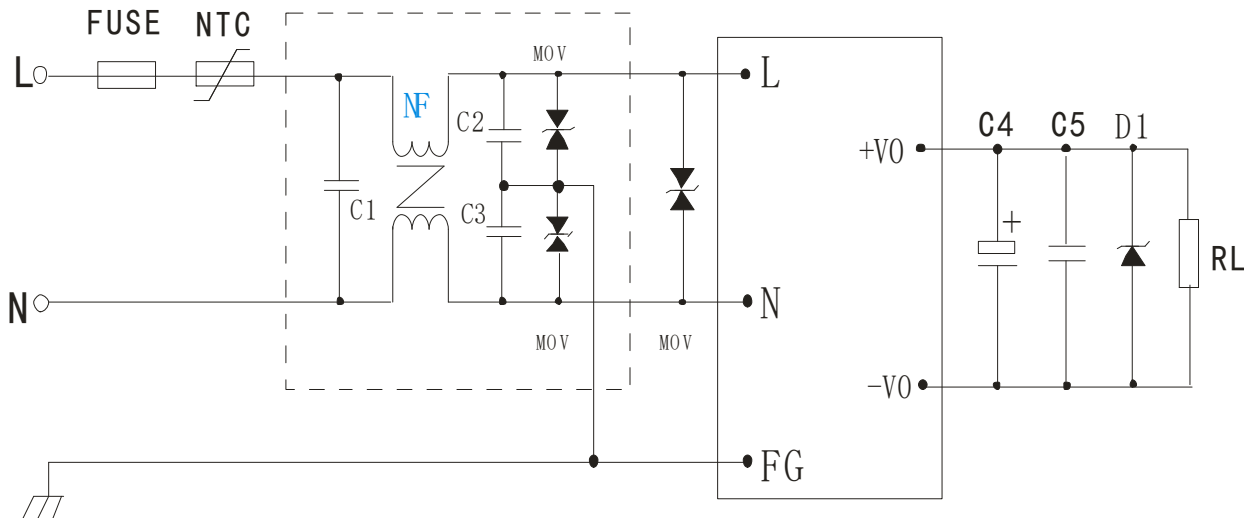 FUSE NTC
MOV
L
L
NF
C2
C4 C5 D1
+VO
C1
C3
RL
N
N
MOV MOV
-VO
FG
+